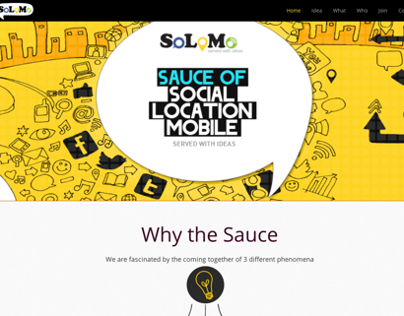 SoLoMo
Home Idea What Who Join
SoLoMo
served with ideas
SAUCE OF
SOCIAL
LOCATION
MOBILE
SERVED WITH IDEAS
Why the Sauce
We are fascinated by the coming together of 3 different phenomena